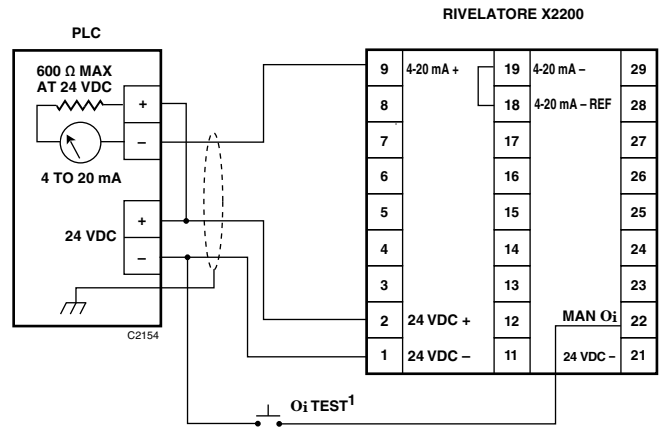 RIVELATORE X2200
PLC
600 Ω MAX
AT 24 VDC
+
–
4 TO 20 mA
24 VDC
+
–
C2154
9 4-20 mA + 19 4-20 mA – 29
8 18 4-20 mA – REF 28
7 17 27
6 16 26
5 15 25
4 14 24
3 13 23
2 24 VDC + 12 MAN Oi 22
1 24 VDC – 11 24 VDC – 21
Oi TEST1